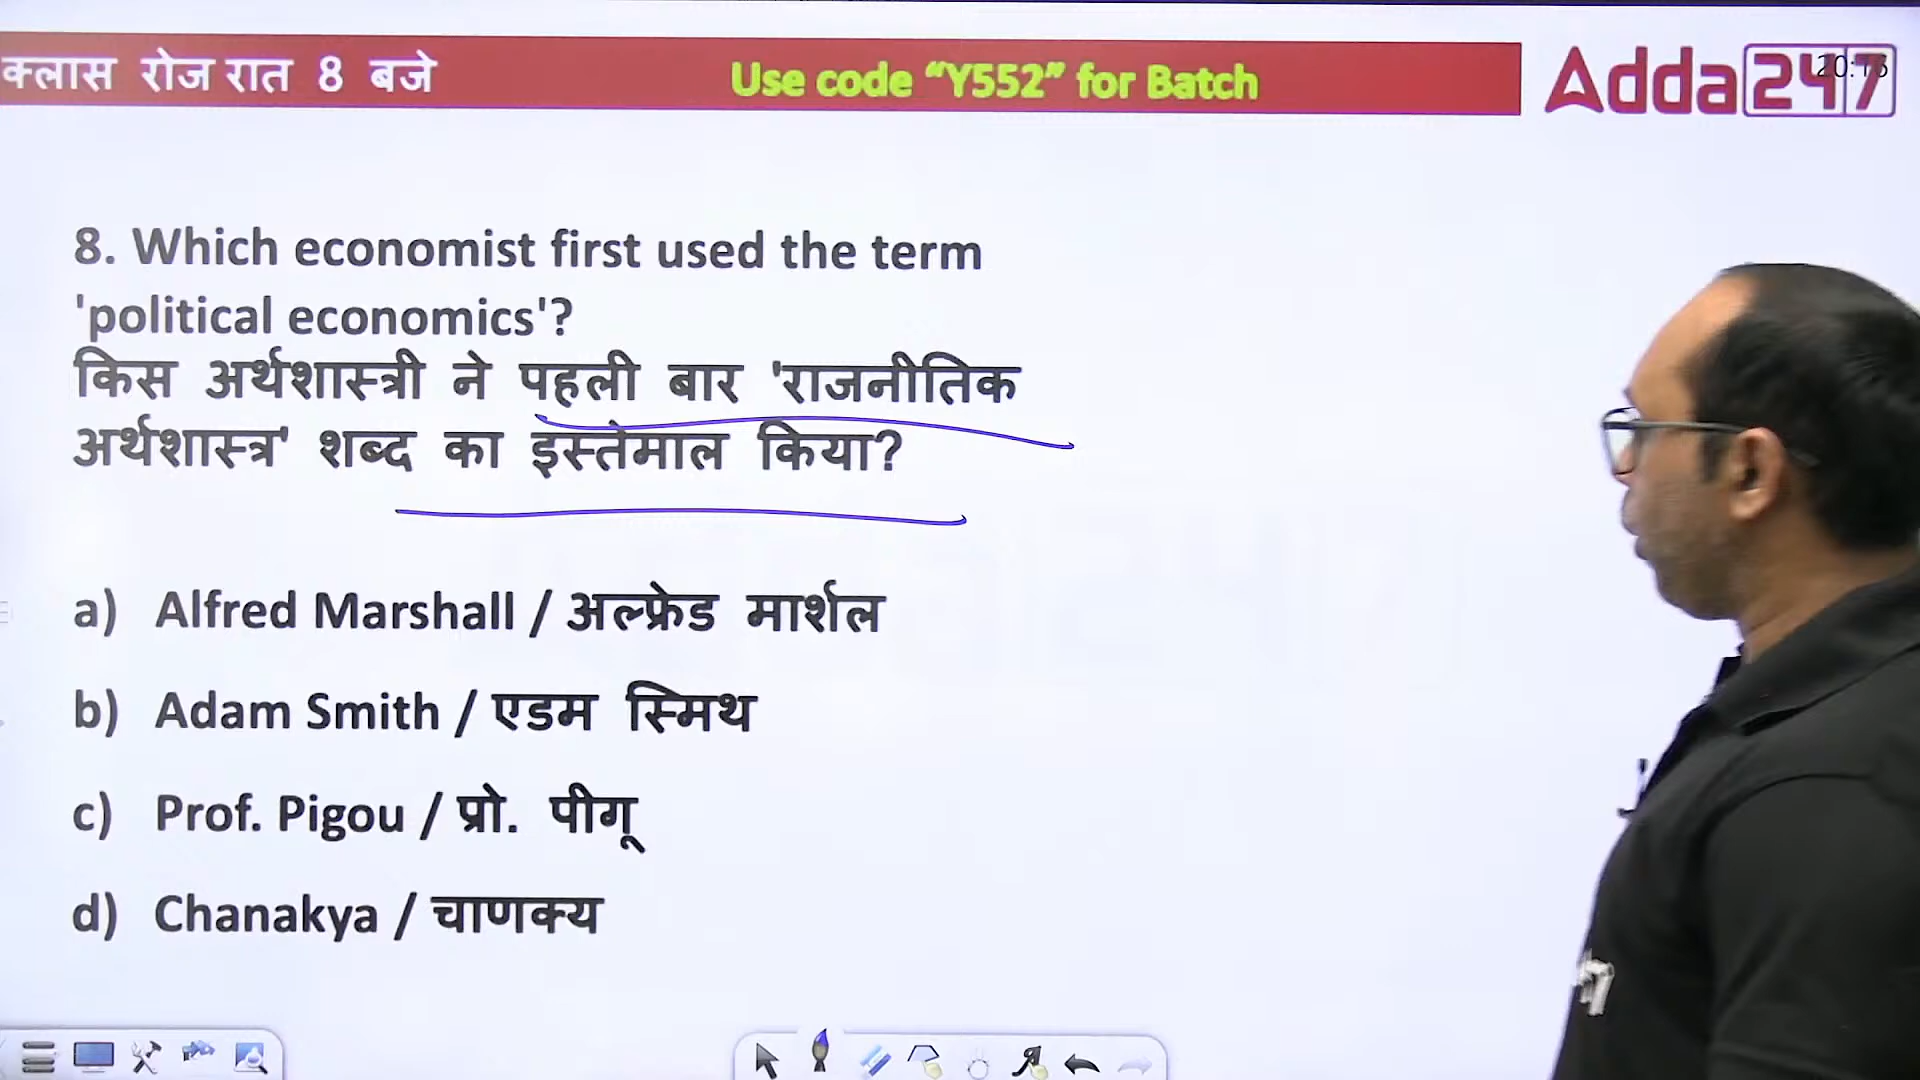 क्लास रोज रात 8 बजे
Use code “Y552” for Batch
Adda247
8. Which economist first used the term
'political economics'?
किस अर्थशास्त्री ने पहली बार 'राजनीतिक
अर्थशास्त्र' शब्द का इस्तेमाल किया?
a) Alfred Marshall / अल्फ्रेड मार्शल
b) Adam Smith / एडम स्मिथ
c) Prof. Pigou / प्रो. पीगू
d) Chanakya / चाणक्य